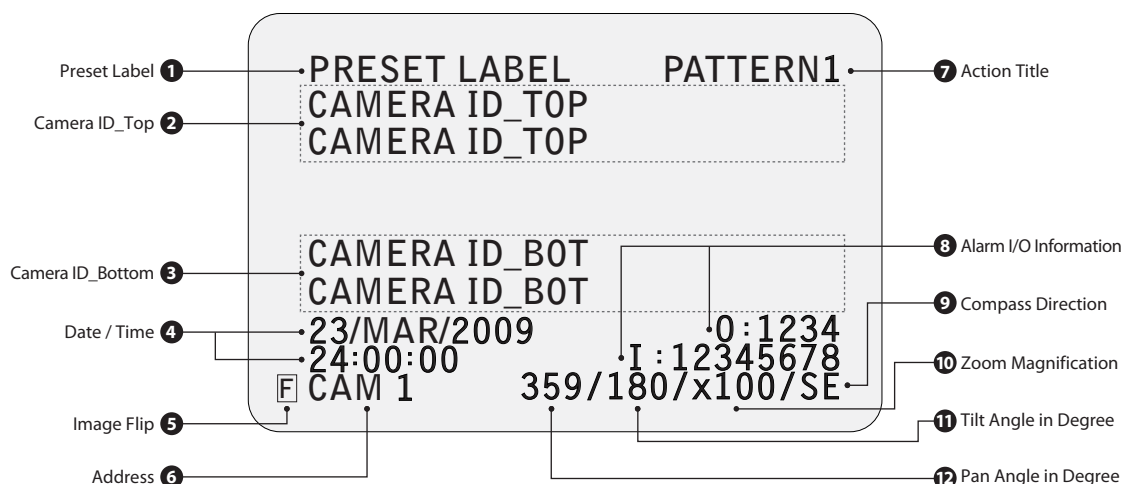 Preset Label 1 PRESET LABEL PATTERN1 7 Action Title
Camera ID_Top 2 CAMERA ID_TOP
CAMERA ID_TOP
Camera ID_Bottom 3 CAMERA ID_BOT 8 Alarm I/O Information
CAMERA ID_BOT 9 Compass Direction
Date / Time 4 23/MAR/2009 O:1234
24:00:00 I:12345678 10 Zoom Magnification
F CAM 1 359/180/x100/SE
Image Flip 5 11 Tilt Angle in Degree
Address 6 12 Pan Angle in Degree